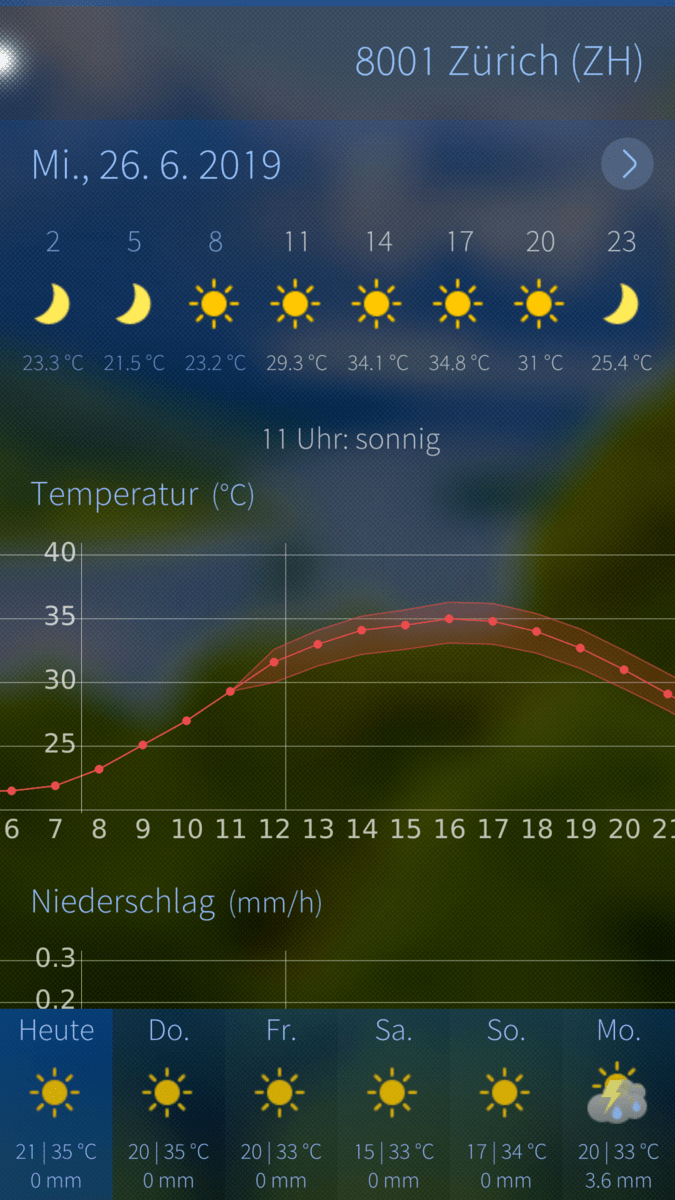 8001 Zürich (ZH)
Mi., 26. 6. 2019
2 5 8 11 14 17 20 23
23.3 °C 21.5 °C 23.2 °C 29.3 °C 34.1 °C 34.8 °C 31 °C 25.4 °C
11 Uhr: sonnig
Temperatur (°C)
40
35
30
25
6 7 8 9 10 11 12 13 14 15 16 17 18 19 20 21
Niederschlag (mm/h)
0.3
0.2
Heute Do. Fr. Sa. So. Mo.
21 | 35 °C 20 | 35 °C 20 | 33 °C 15 | 33 °C 17 | 34 °C 20 | 33 °C
0 mm 0 mm 0 mm 0 mm 0 mm 3.6 mm